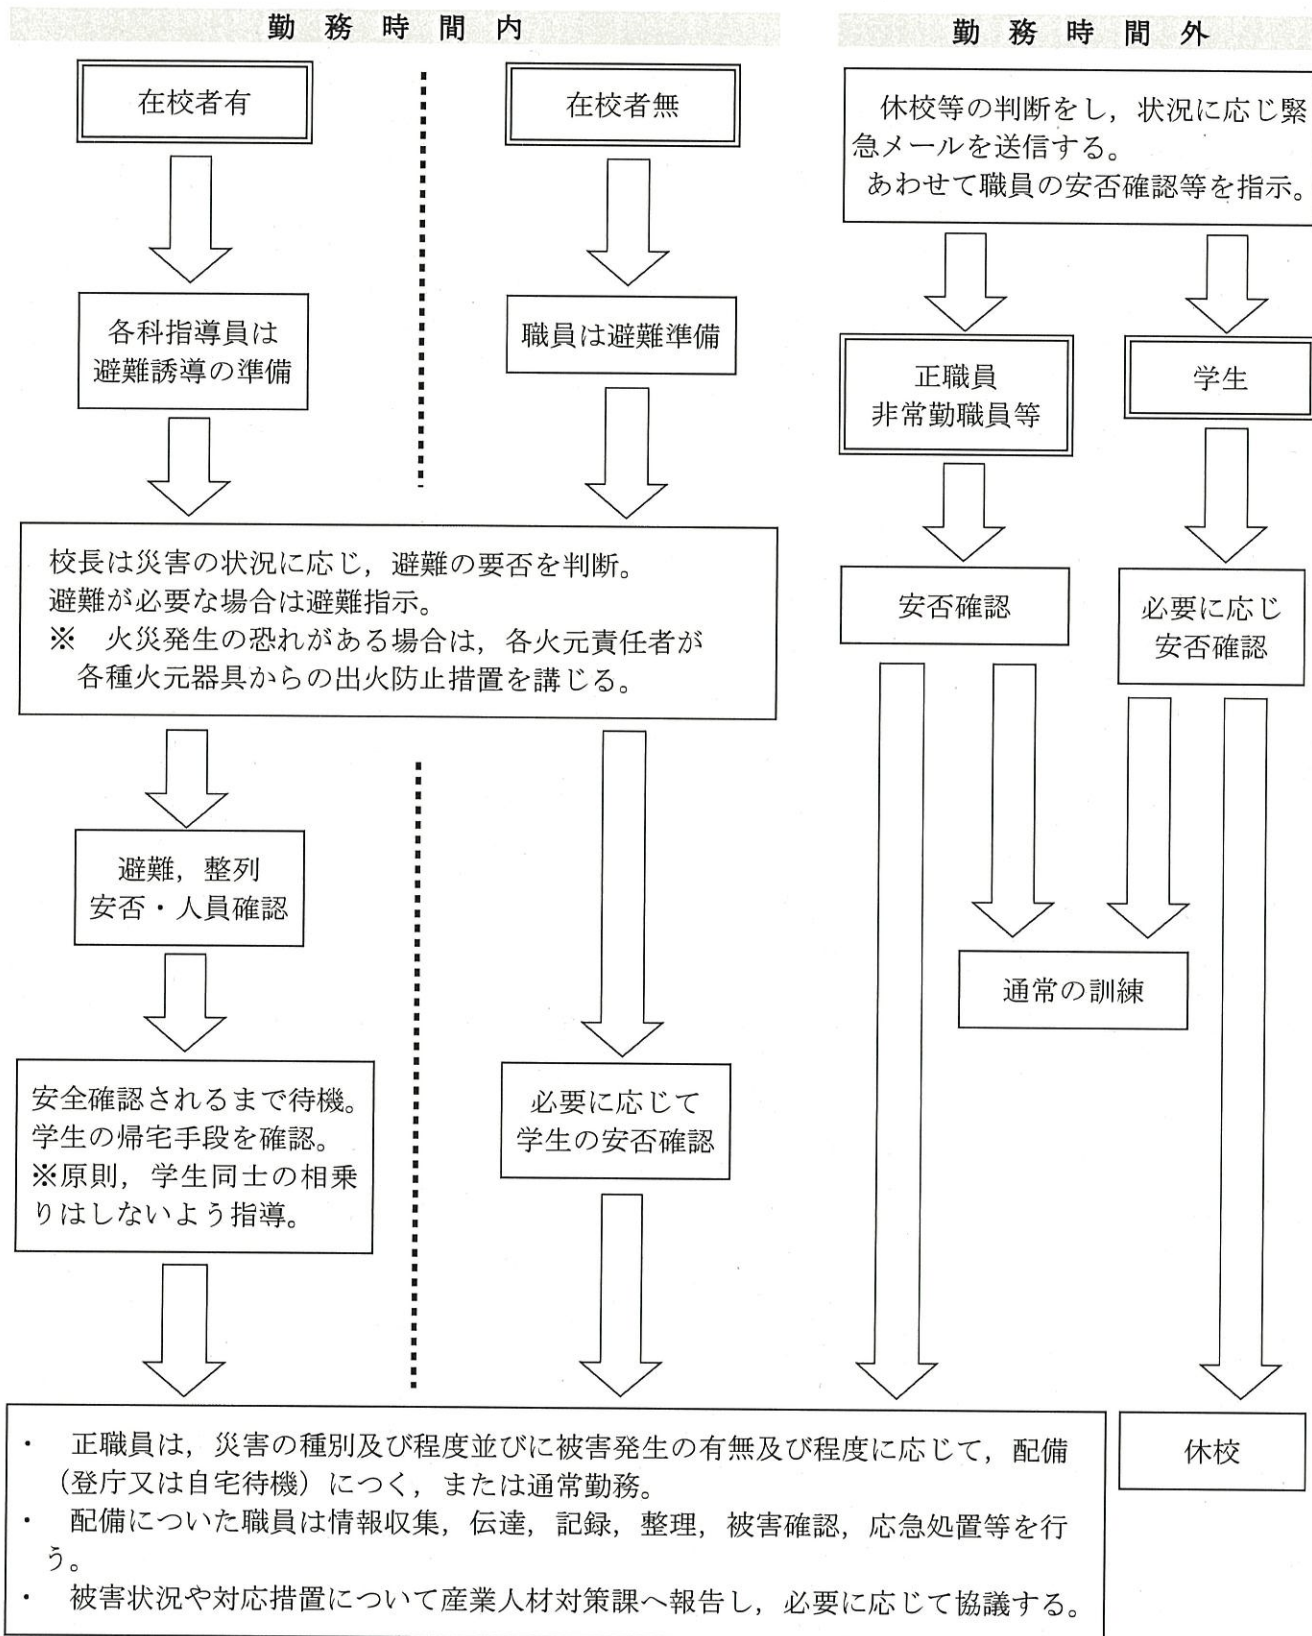 勤務時間内
在校者有
在校者無
各科指導員は
避難誘導の準備
職員は避難準備
校長は災害の状況に応じ，避難の要否を判断。
避難が必要な場合は避難指示。
※　火災発生の恐れがある場合は，各火元責任者が
各種火元器具からの出火防止措置を講じる。
避難，整列
安否・人員確認
安全確認されるまで待機。
学生の帰宅手段を確認。
※原則，学生同士の相乗
りはしないよう指導。
必要に応じて
学生の安否確認
勤務時間外
休校等の判断をし，状況に応じ緊
急メールを送信する。
あわせて職員の安否確認等を指示。
正職員
非常勤職員等
学生
安否確認
必要に応じ
安否確認
通常の訓練
・　正職員は，災害の種別及び程度並びに被害発生の有無及び程度に応じて，配備
（登庁又は自宅待機）につく，または通常勤務。
・　配備についた職員は情報収集，伝達，記録，整理，被害確認，応急処置等を行
う。
・　被害状況や対応措置について産業人材対策課へ報告し，必要に応じて協議する。
休校